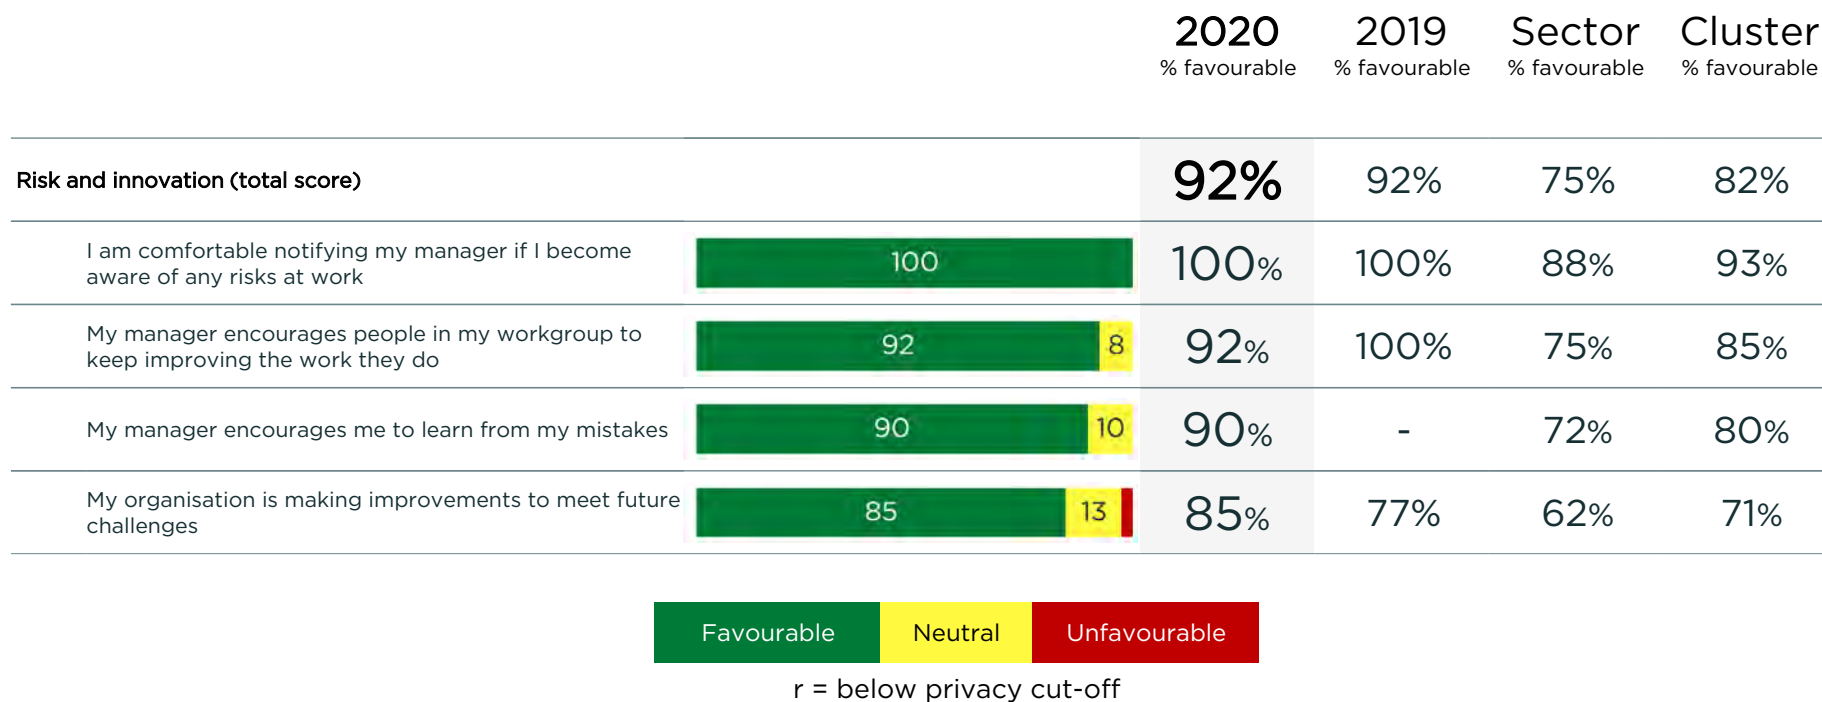 2020 2019 Sector Cluster
% favourable % favourable % favourable % favourable
Risk and innovation (total score) 92% 92% 75% 82%
I am comfortable notifying my manager if I become
aware of any risks at work
100 100% 100% 88% 93%
My manager encourages people in my workgroup to
keep improving the work they do
92 8 92% 100% 75% 85%
My manager encourages me to learn from my mistakes 90 10 90% - 72% 80%
My organisation is making improvements to meet future
challenges
85 13 85% 77% 62% 71%
Favourable Neutral Unfavourable
r = below privacy cut-off